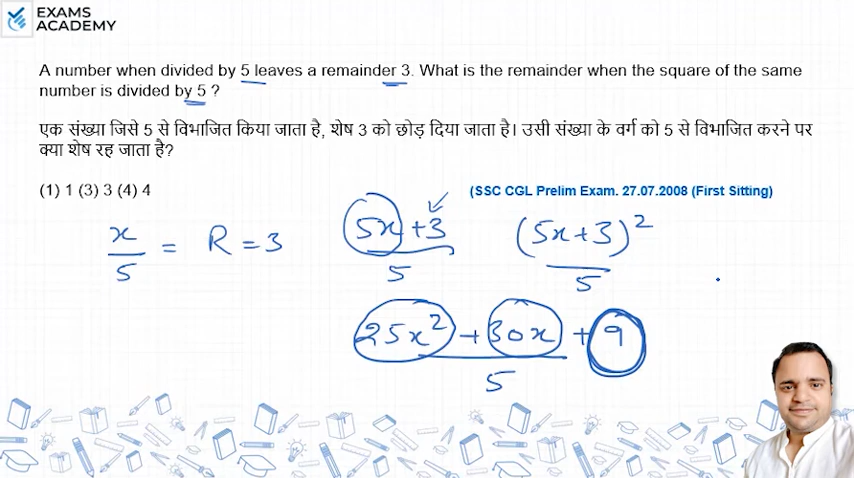 EXAMS
ACADEMY
A number when divided by 5 leaves a remainder 3. What is the remainder when the square of the same
number is divided by 5 ?
एक संख्या जिसे 5 से विभाजित किया जाता है, शेष 3 को छोड़ दिया जाता है। उसी संख्या के वर्ग को 5 से विभाजित करने पर
क्या शेष रह जाता है?
(1) 1 (3) 3 (4) 4
(SSC CGL Prelim Exam. 27.07.2008 (First Sitting)
x/5 = R = 3
5x + 3
5
(5x + 3)²
5
25x² + 30x + 9
5